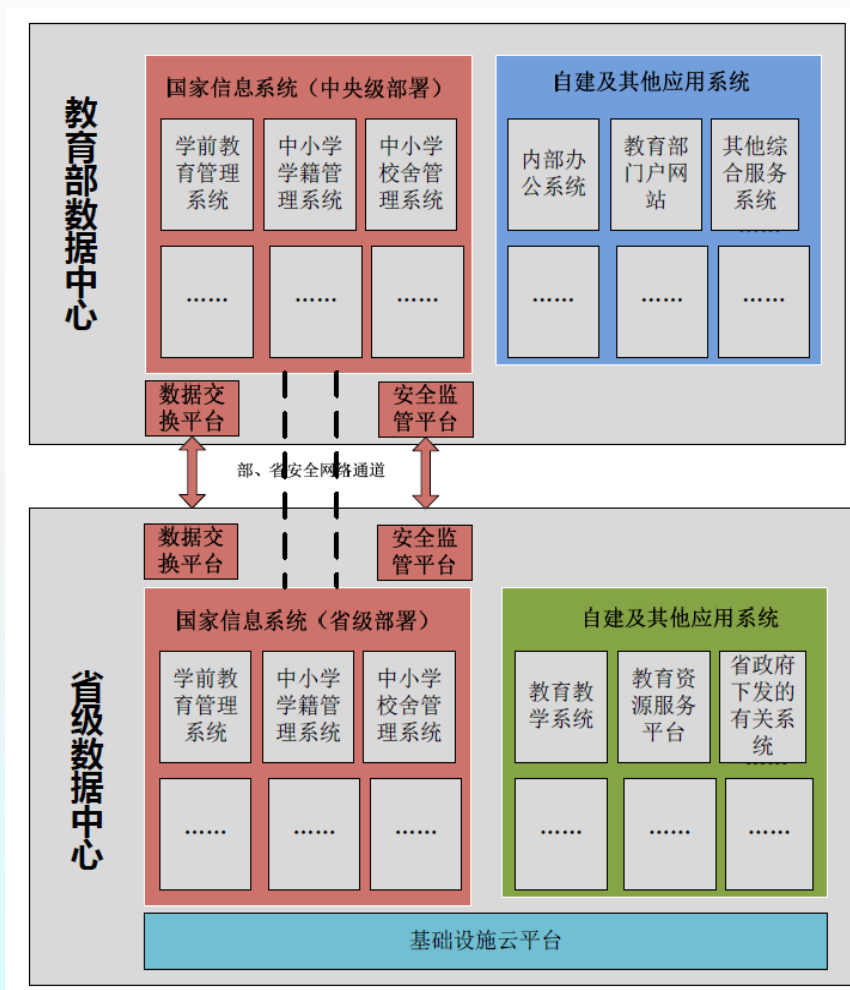 教育部数据中心
国家信息系统（中央级部署）
学前教
育管理
系统
中小学
学籍管
理系统
中小学
校舍管
理系统
……
……
……
自建及其他应用系统
内部办
公系统
教育部
门户网
站
其他综
合服务
系统
……
……
……
……
数据交
换平台
安全监
管平台
部、省安全网络通道
数据交
换平台
安全监
管平台
省级数据中心
国家信息系统（省级部署）
学前教
育管理
系统
中小学
学籍管
理系统
中小学
校舍管
理系统
……
……
……
自建及其他应用系统
教育教
学系统
教育资
源服务
平台
省政府
下发的
有关系
统
……
……
……
……
基础设施云平台